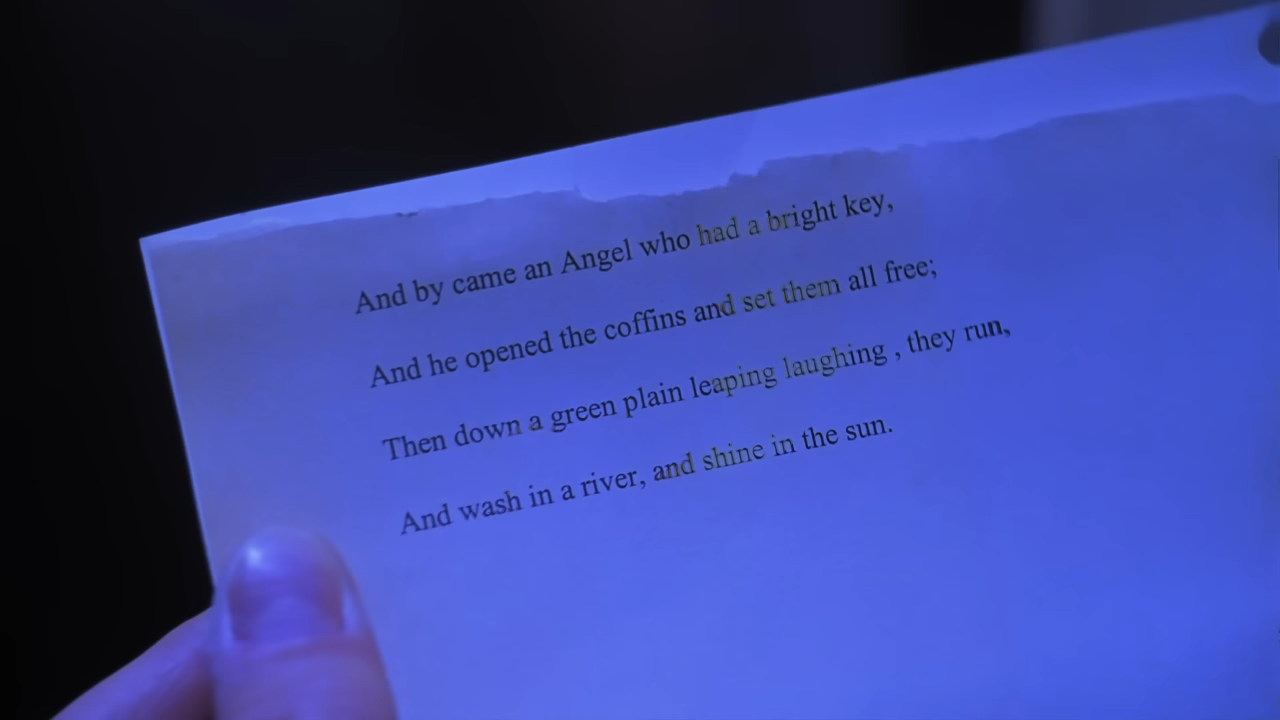 And by came an Angel who had a bright key,
And he opened the coffins and set them all free;
Then down a green plain leaping laughing , they run,
And wash in a river, and shine in the sun.